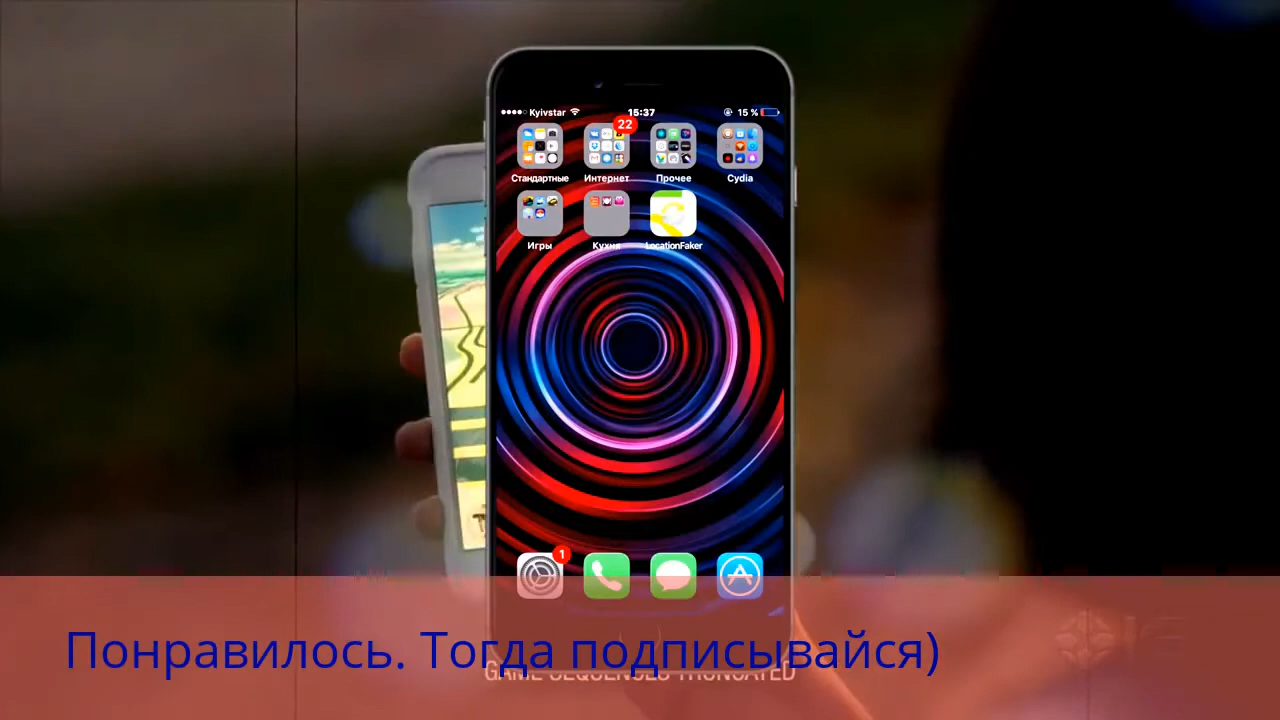 Kyivstar 15:37 15 %
22
Стандартные Интернет Прочее Cydia
Игры Кухня LocationFaker
1
Понравилось. Тогда подписывайся)
GAME SEQUENCES TRUNCATED